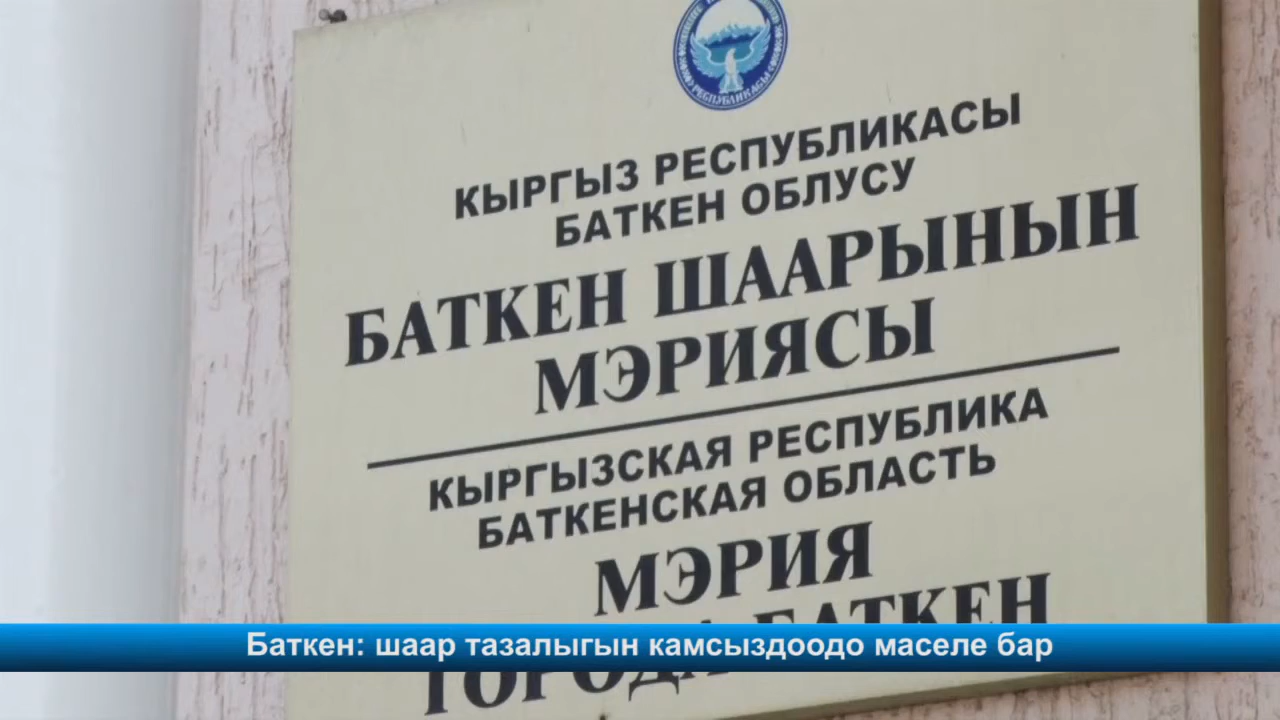 КЫРГЫЗ РЕСПУБЛИКАСЫ
БАТКЕН ОБЛУСУ
БАТКЕН ШААРЫНЫН
МЭРИЯСЫ
КЫРГЫЗСКАЯ РЕСПУБЛИКА
БАТКЕНСКАЯ ОБЛАСТЬ
МЭРИЯ
ГОРОДА БАТКЕН
Баткен: шаар тазалыгын камсыздоодо маселе бар